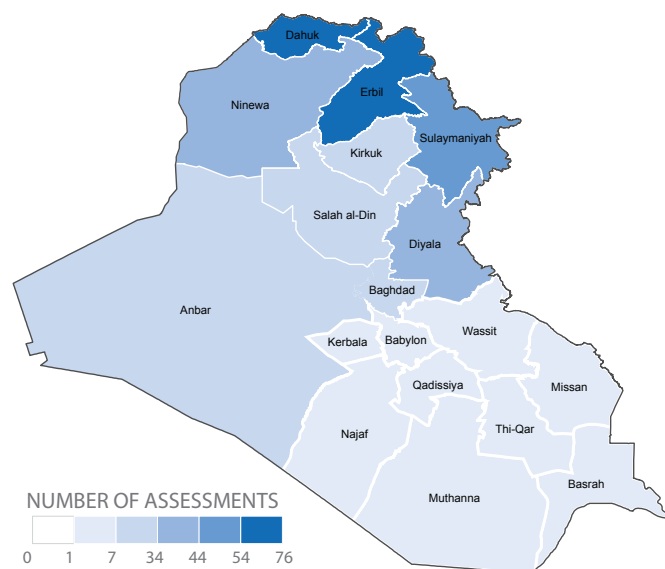 Dahuk
Erbil
Ninewa
Sulaymaniyah
Kirkuk
Salah al-Din
Diyala
Baghdad
Anbar
Wassit
Kerbala
Babylon
Qadissiya
Missan
Thi-Qar
Najaf
Basrah
Muthanna
NUMBER OF ASSESSMENTS
0 1 7 34 44 54 76